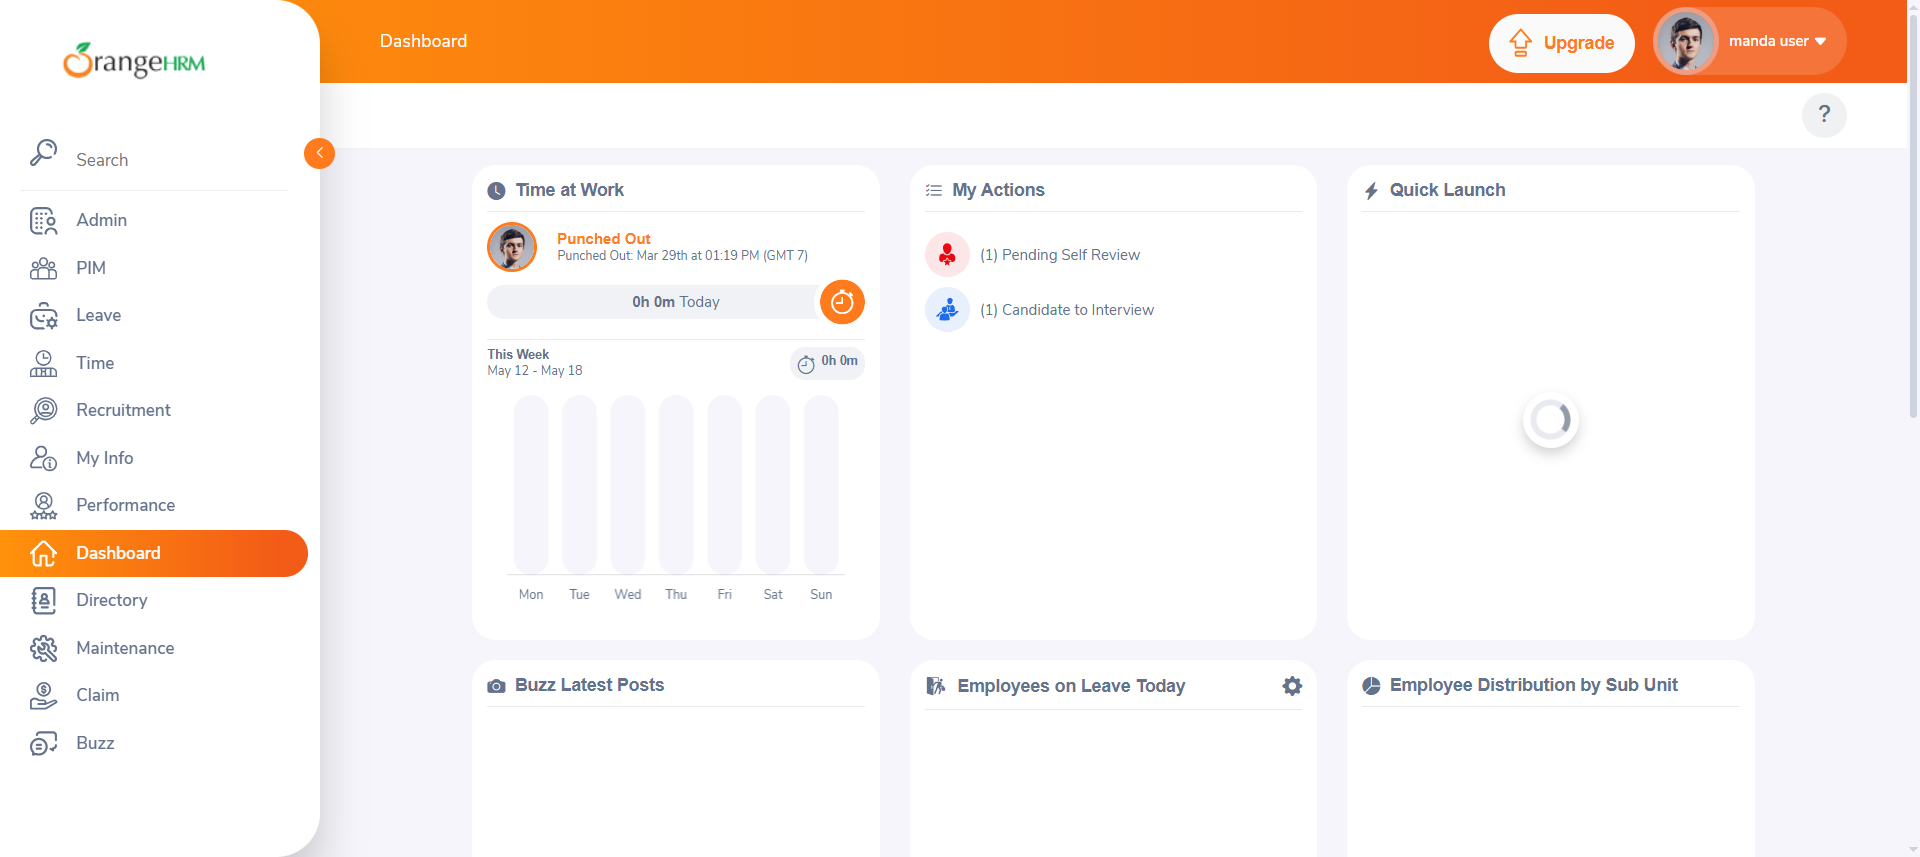 OrangeHRM
Dashboard
Upgrade
manda user
?
Search
Admin
PIM
Leave
Time
Recruitment
My Info
Performance
Dashboard
Directory
Maintenance
Claim
Buzz
Time at Work
Punched Out
Punched Out: Mar 29th at 01:19 PM (GMT 7)
0h 0m Today
This Week
May 12 - May 18
0h 0m
Mon Tue Wed Thu Fri Sat Sun
My Actions
(1) Pending Self Review
(1) Candidate to Interview
Quick Launch
Buzz Latest Posts
Employees on Leave Today
Employee Distribution by Sub Unit